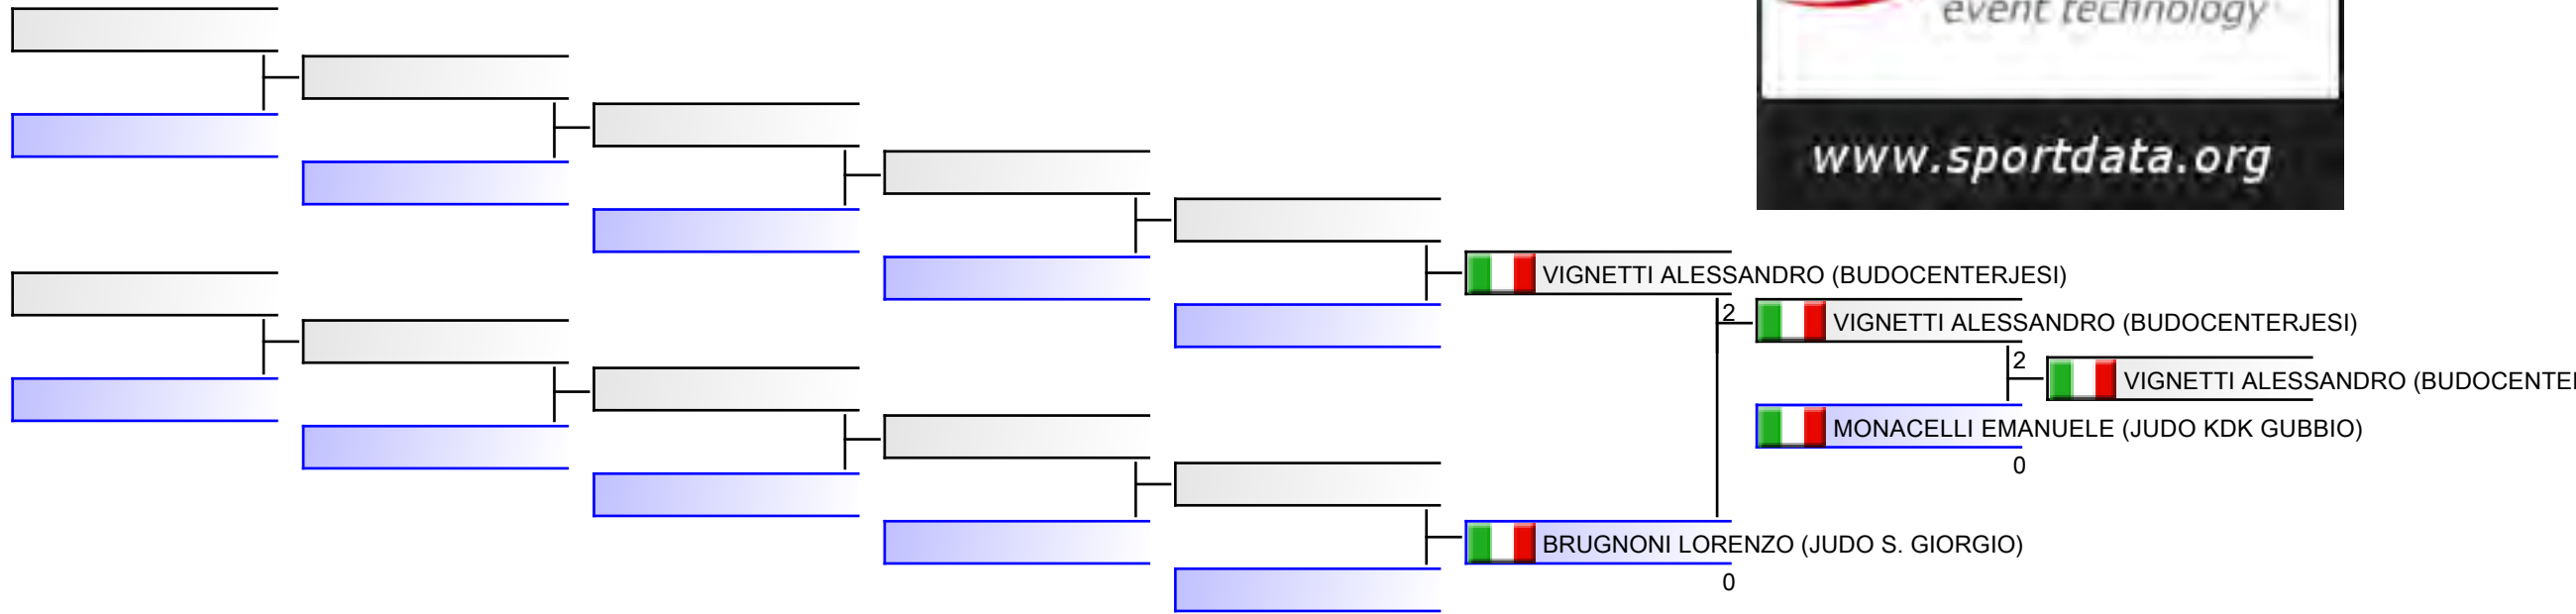 event technology
www.sportdata.org
VIGNETTI ALESSANDRO (BUDOCENTERJESI)
2
VIGNETTI ALESSANDRO (BUDOCENTERJESI)
2
VIGNETTI ALESSANDRO (BUDOCENTE
MONACELLI EMANUELE (JUDO KDK GUBBIO)
0
BRUGNONI LORENZO (JUDO S. GIORGIO)
0